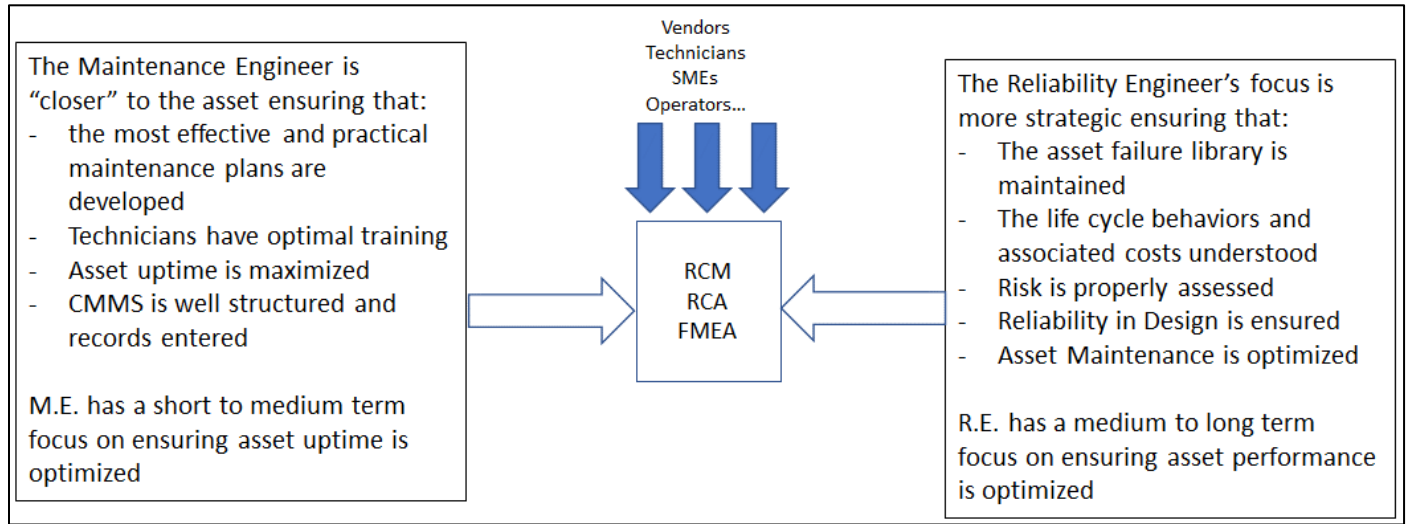 Vendors
Technicians
SMEs
Operators...
The Maintenance Engineer is
“closer” to the asset ensuring that:
- the most effective and practical
maintenance plans are
developed
- Technicians have optimal training
- Asset uptime is maximized
- CMMS is well structured and
records entered
M.E. has a short to medium term
focus on ensuring asset uptime is
optimized
RCM
RCA
FMEA
The Reliability Engineer’s focus is
more strategic ensuring that:
- The asset failure library is
maintained
- The life cycle behaviors and
associated costs understood
- Risk is properly assessed
- Reliability in Design is ensured
- Asset Maintenance is optimized
R.E. has a medium to long term
focus on ensuring asset performance
is optimized